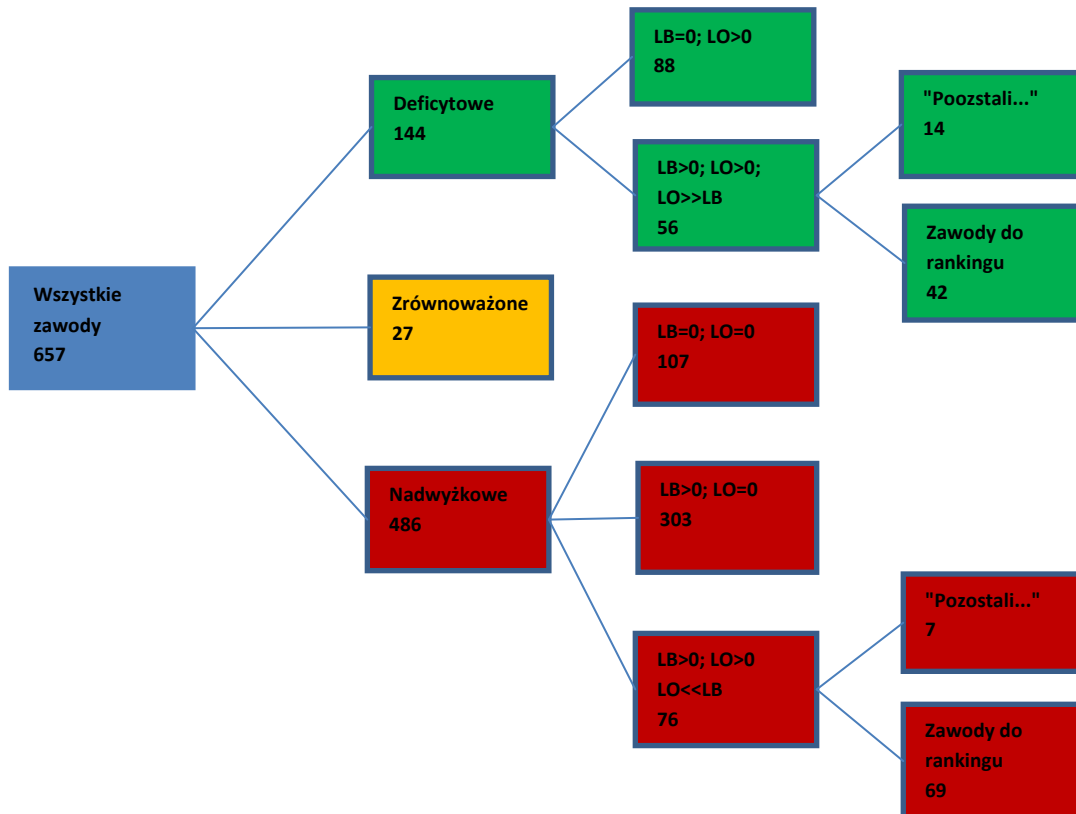 Wszystkie
zawody
657
Deficytowe
144
LB=0; LO>0
88
LB>0; LO>0;
LO>>LB
56
"Poozstali..."
14
Zawody do
rankingu
42
Zrównoważone
27
Nadwyżkowe
486
LB=0; LO=0
107
LB>0; LO=0
303
LB>0; LO>0
LO<<LB
76
"Pozostali..."
7
Zawody do
rankingu
69